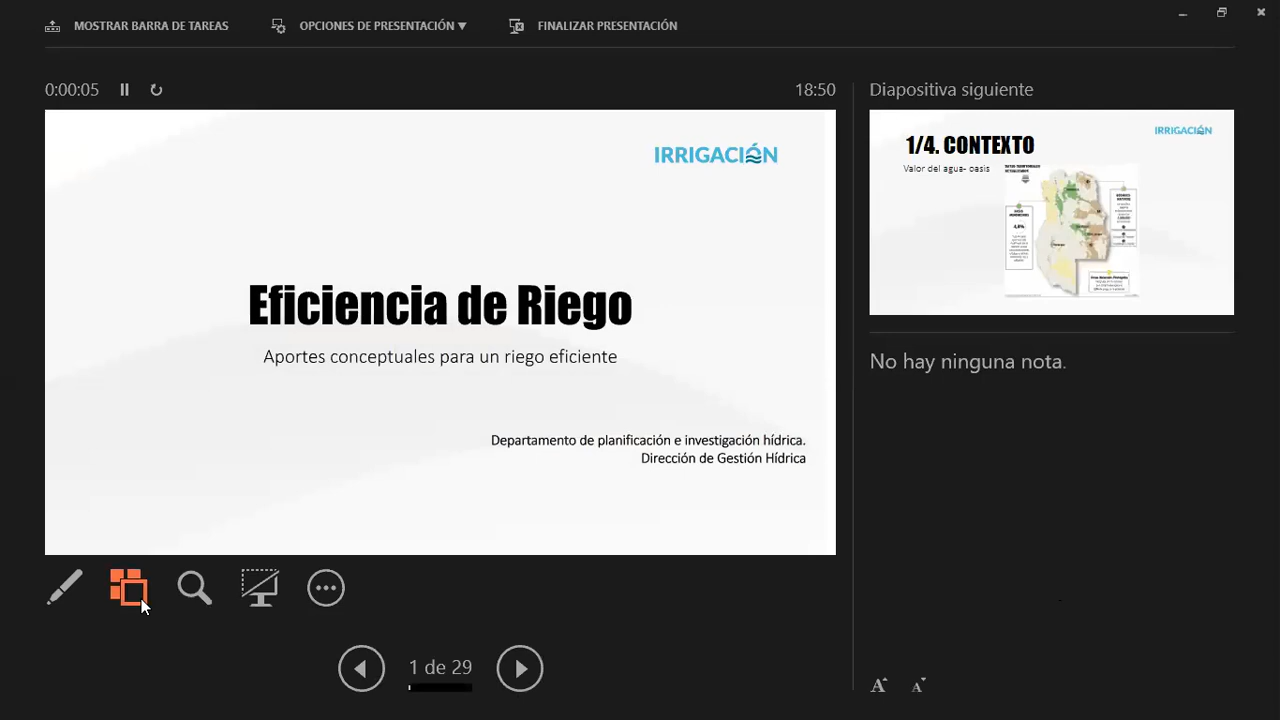 MOSTRAR BARRA DE TAREAS
OPCIONES DE PRESENTACIÓN ▼
FINALIZAR PRESENTACIÓN
0:00:05
18:50
IRRIGACIÓN
Eficiencia de Riego
Aportes conceptuales para un riego eficiente
Departamento de planificación e investigación hídrica.
Dirección de Gestión Hídrica
1 de 29
Diapositiva siguiente
IRRIGACIÓN
1/4. CONTEXTO
Valor del agua- oasis
No hay ninguna nota.
A A